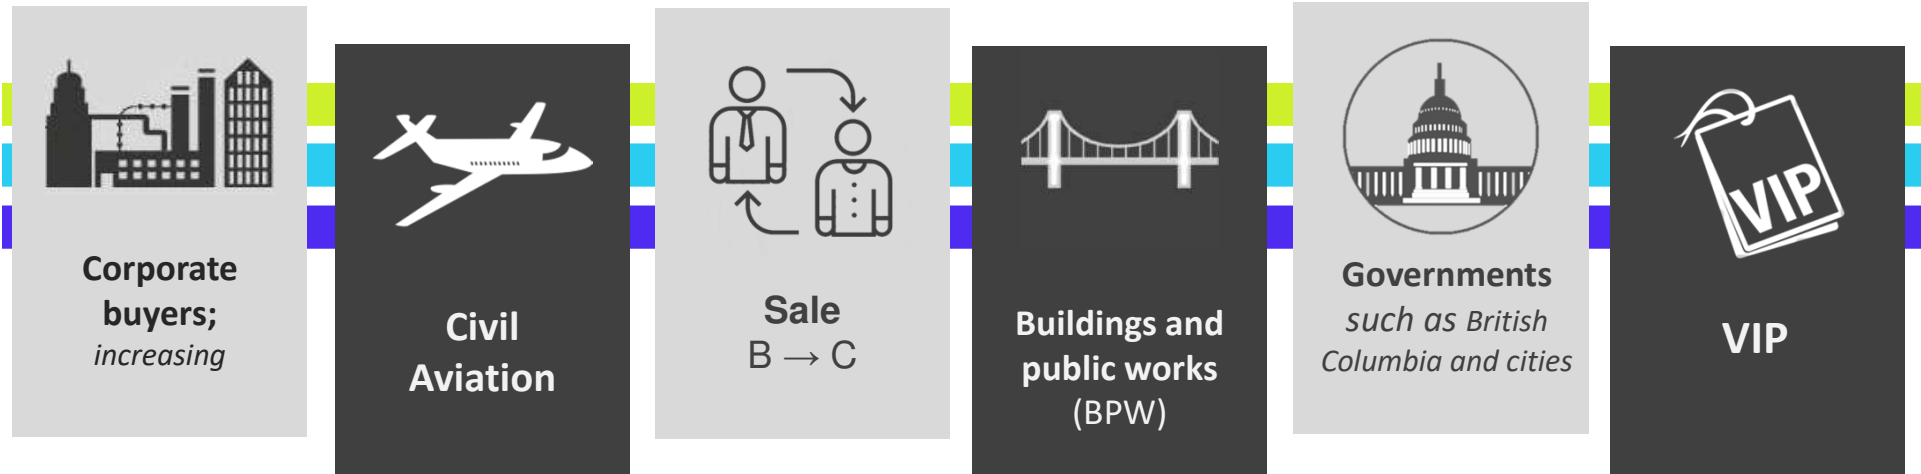 Corporate
buyers;
increasing
Civil
Aviation
Sale
B → C
Buildings and
public works
(BPW)
Governments
such as British
Columbia and cities
VIP
VIP